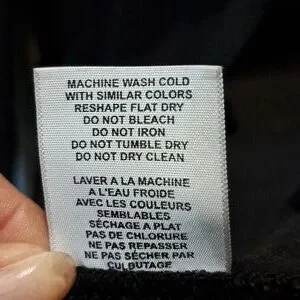 MACHINE WASH COLD
WITH SIMILAR COLORS
RESHAPE FLAT DRY
DO NOT BLEACH
DO NOT IRON
DO NOT TUMBLE DRY
DO NOT DRY CLEAN
LAVER A LA MACHINE
A L'EAU FROIDE
AVEC LES COULEURS
SEMBLABLES
SÉCHAGE A PLAT
PAS DE CHLORURE
NE PAS REPASSER
NE PAS SÉCHER PAR
CULBUTAGE